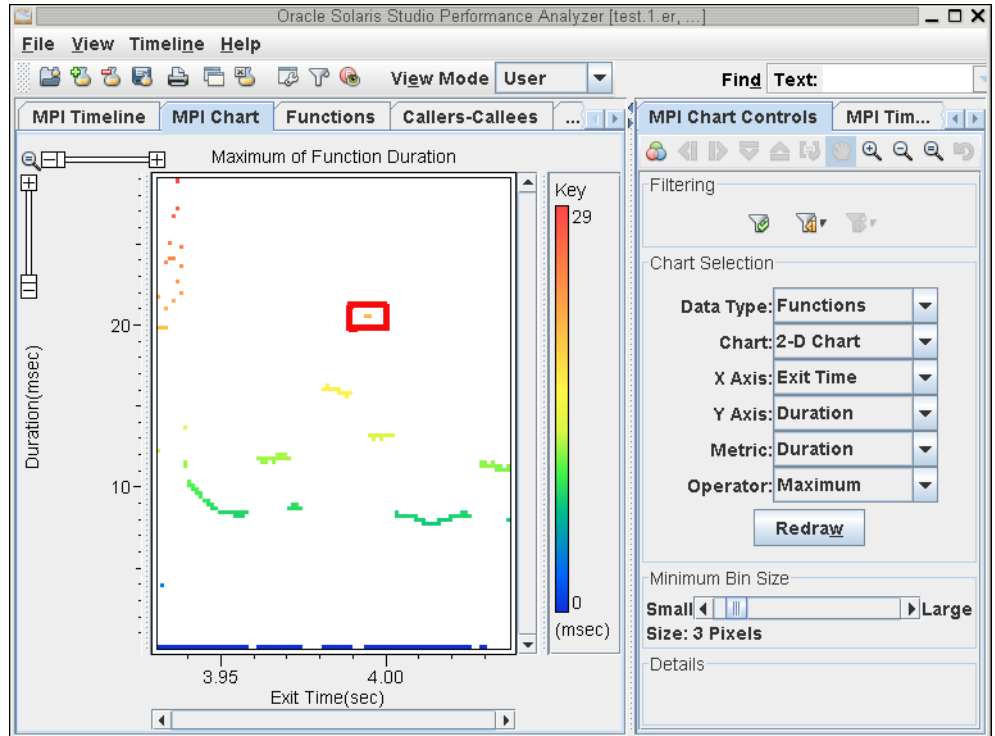 Oracle Solaris Studio Performance Analyzer [test.1.er, ...]
File View Timeline Help
View Mode User
Find Text:
MPI Timeline MPI Chart Functions Callers-Callees ...
MPI Chart Controls MPI Tim...
Maximum of Function Duration
Key
29
0
(msec)
Duration(msec)
20
10
3.95 4.00
Exit Time(sec)
Filtering
Chart Selection
Data Type: Functions
Chart: 2-D Chart
X Axis: Exit Time
Y Axis: Duration
Metric: Duration
Operator: Maximum
Redraw
Minimum Bin Size
Small Large
Size: 3 Pixels
Details